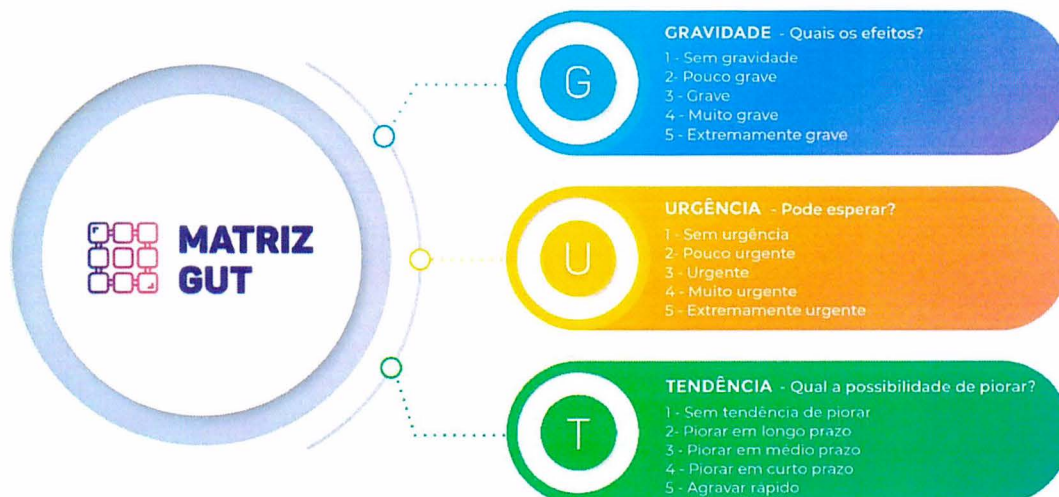 MATRIZ
GUT
G
GRAVIDADE - Quais os efeitos?
1 - Sem gravidade
2- Pouco grave
3 - Grave
4 - Muito grave
5 - Extremamente grave
U
URGÊNCIA - Pode esperar?
1 - Sem urgência
2- Pouco urgente
3 - Urgente
4 - Muito urgente
5 - Extremamente urgente
T
TENDÊNCIA - Qual a possibilidade de piorar?
1 - Sem tendência de piorar
2- Piorar em longo prazo
3 - Piorar em médio prazo
4 - Piorar em curto prazo
5 - Agravar rápido